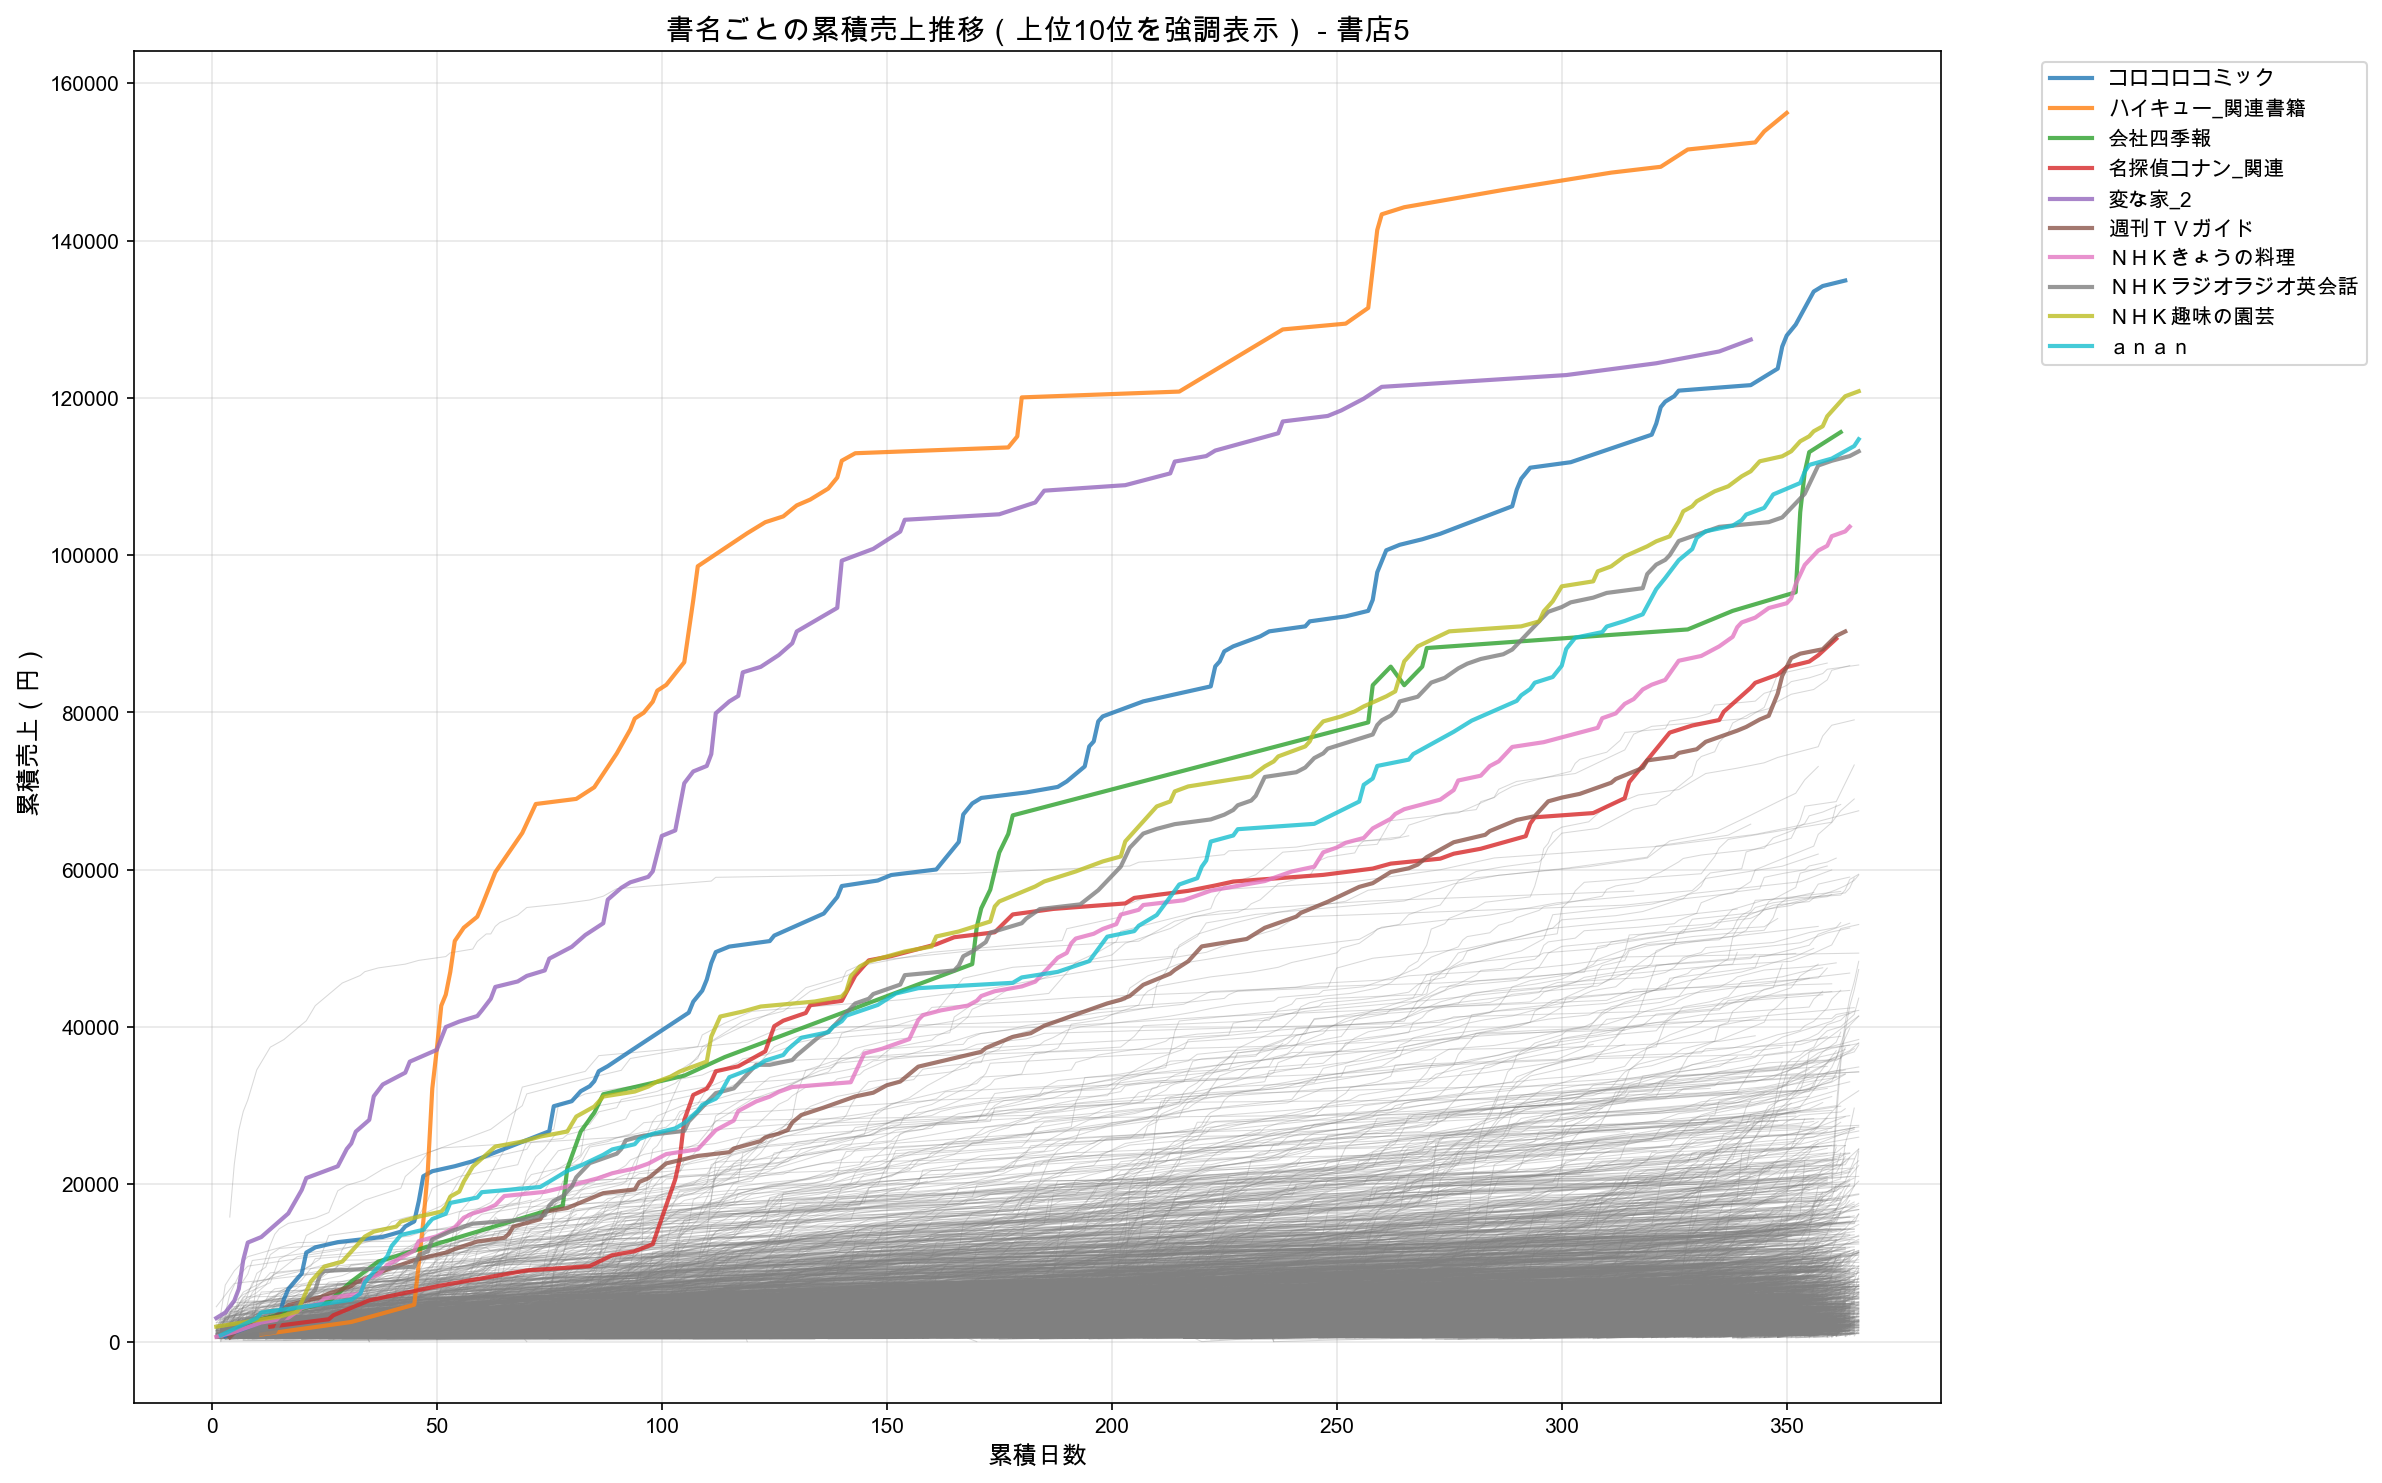 書名ごとの累積売上推移（上位10位を強調表示） - 書店5
160000
140000
120000
100000
80000
60000
40000
20000
0
累積売上（円）
0 50 100 150 200 250 300 350
累積日数
コロコロコミック
ハイキュー_関連書籍
会社四季報
名探偵コナン_関連
変な家_2
週刊ＴＶガイド
ＮＨＫきょうの料理
ＮＨＫラジオラジオ英会話
ＮＨＫ趣味の園芸
ａｎａｎ